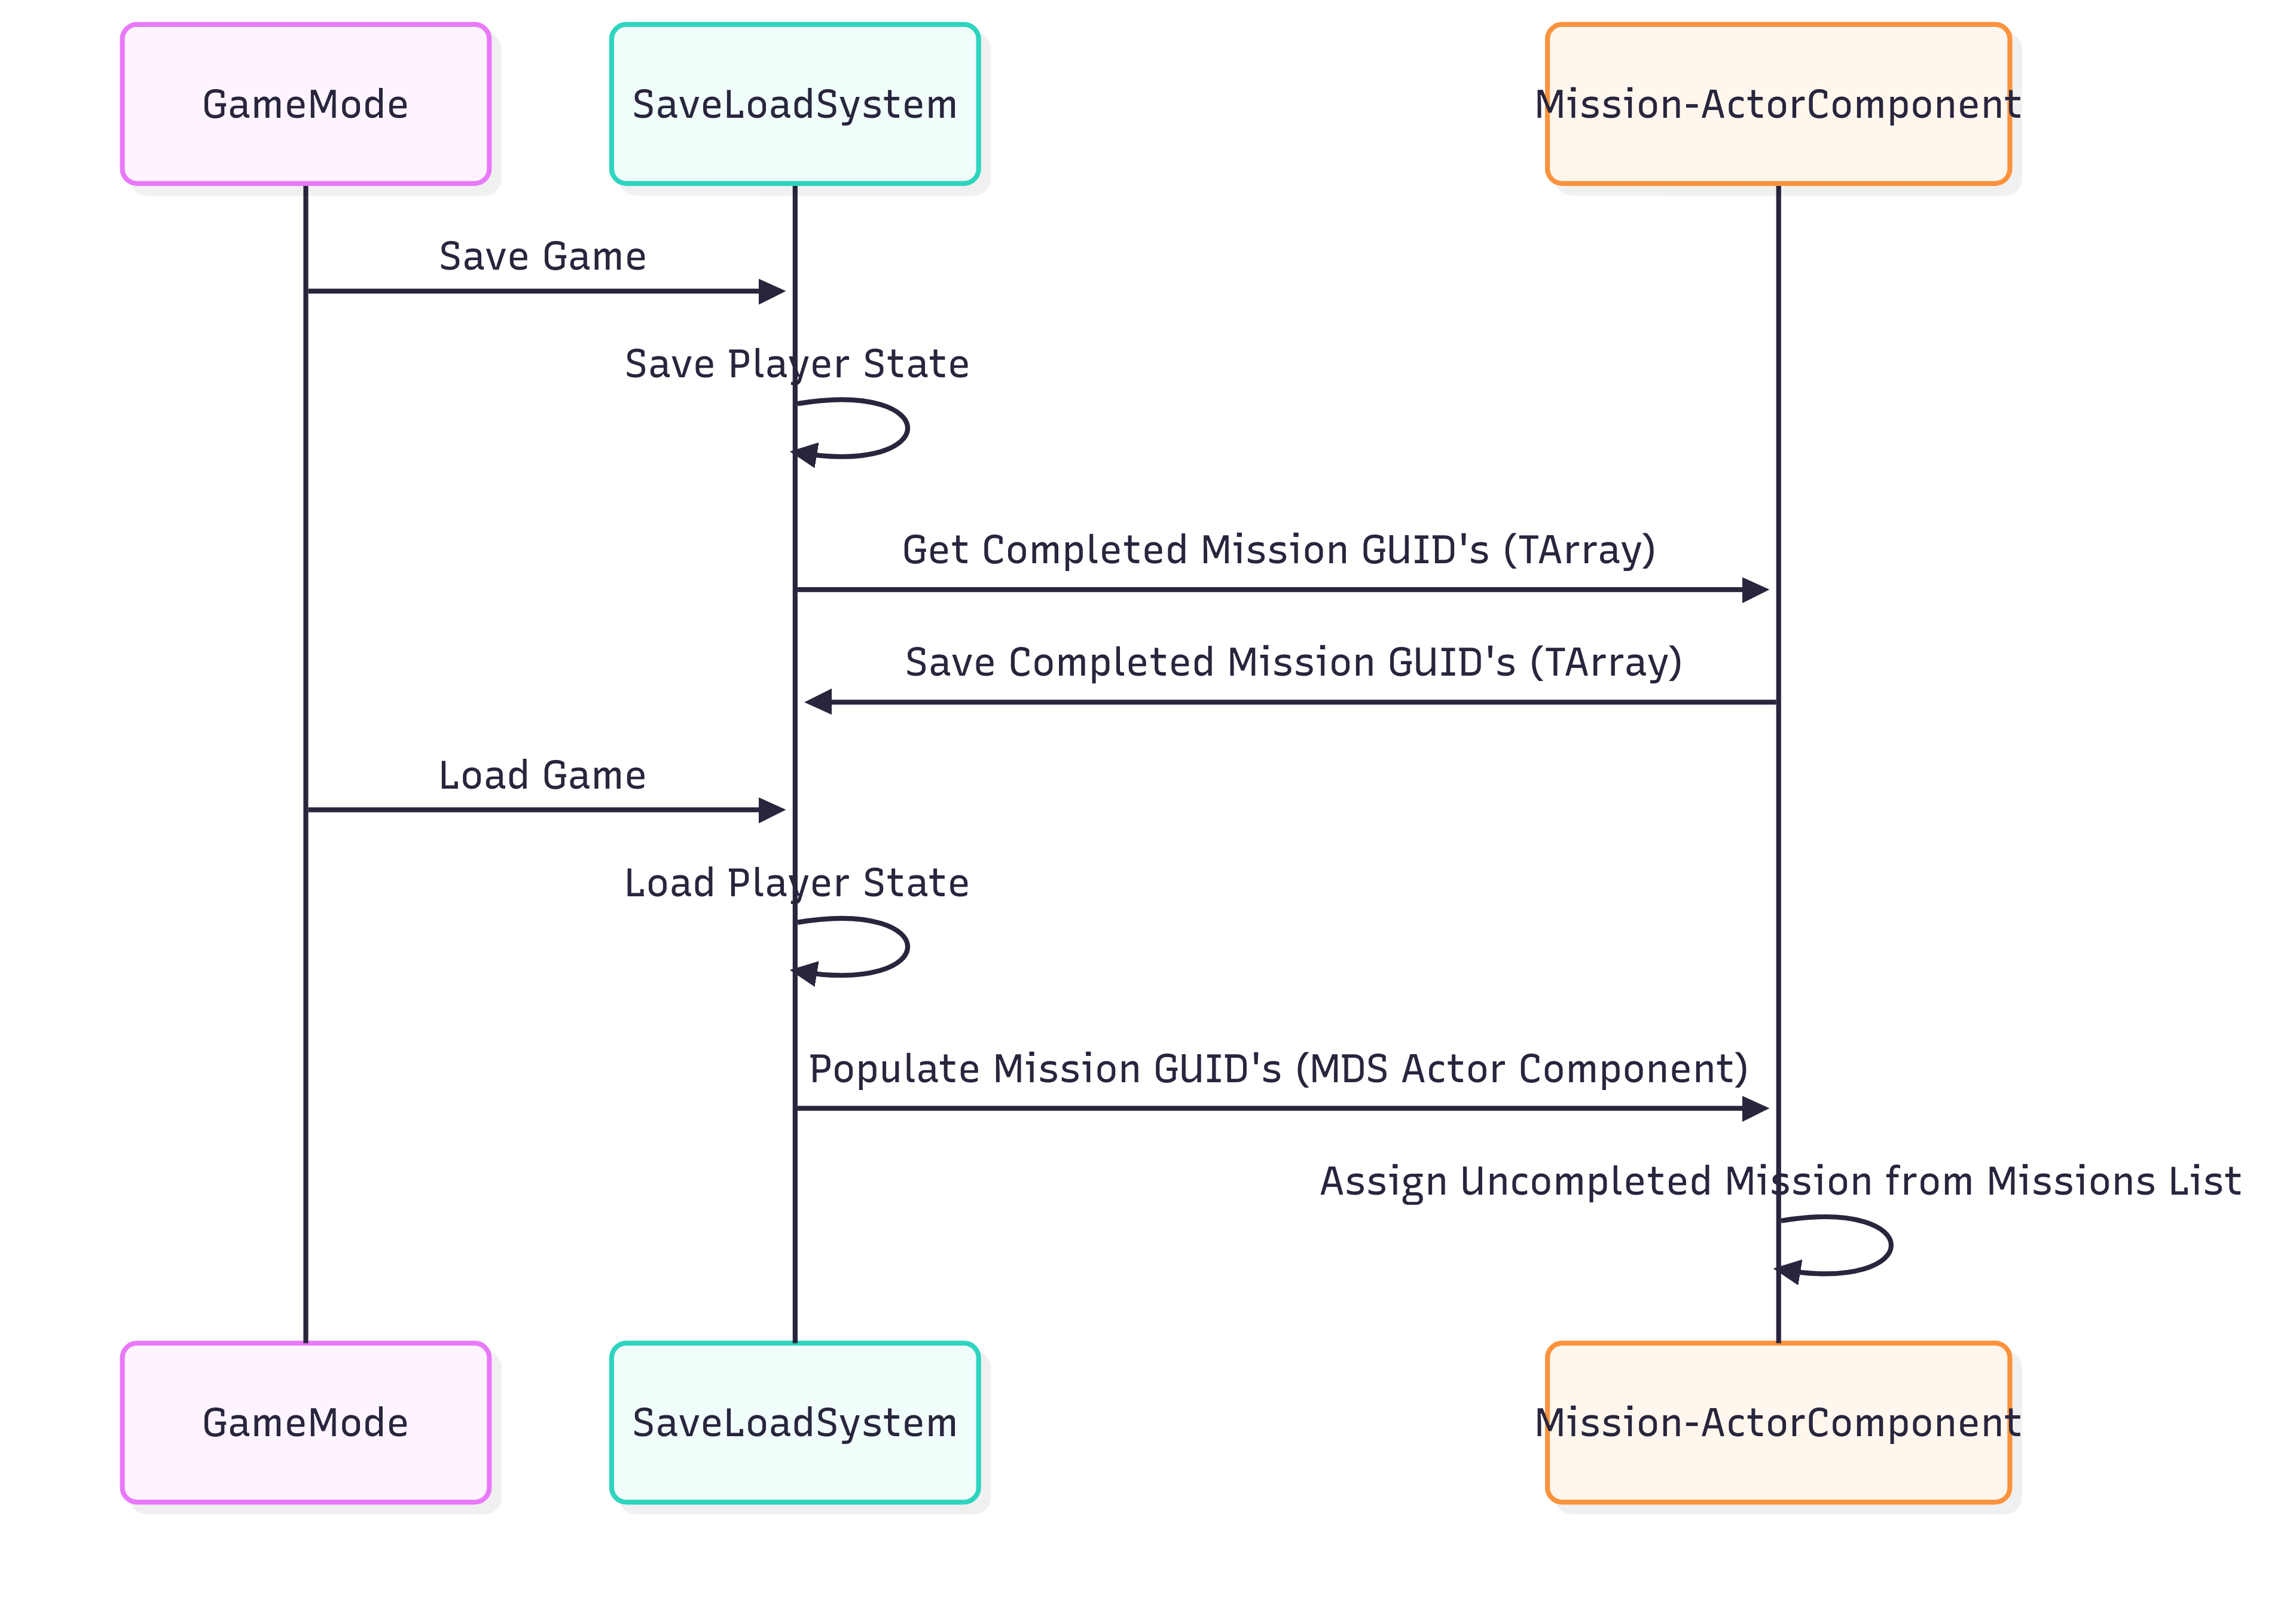 GameMode
SaveLoadSystem
Mission-ActorComponent
Save Game
Save Player State
Get Completed Mission GUID's (TArray)
Save Completed Mission GUID's (TArray)
Load Game
Load Player State
Populate Mission GUID's (MDS Actor Component)
Assign Uncompleted Mission from Missions List
GameMode
SaveLoadSystem
Mission-ActorComponent